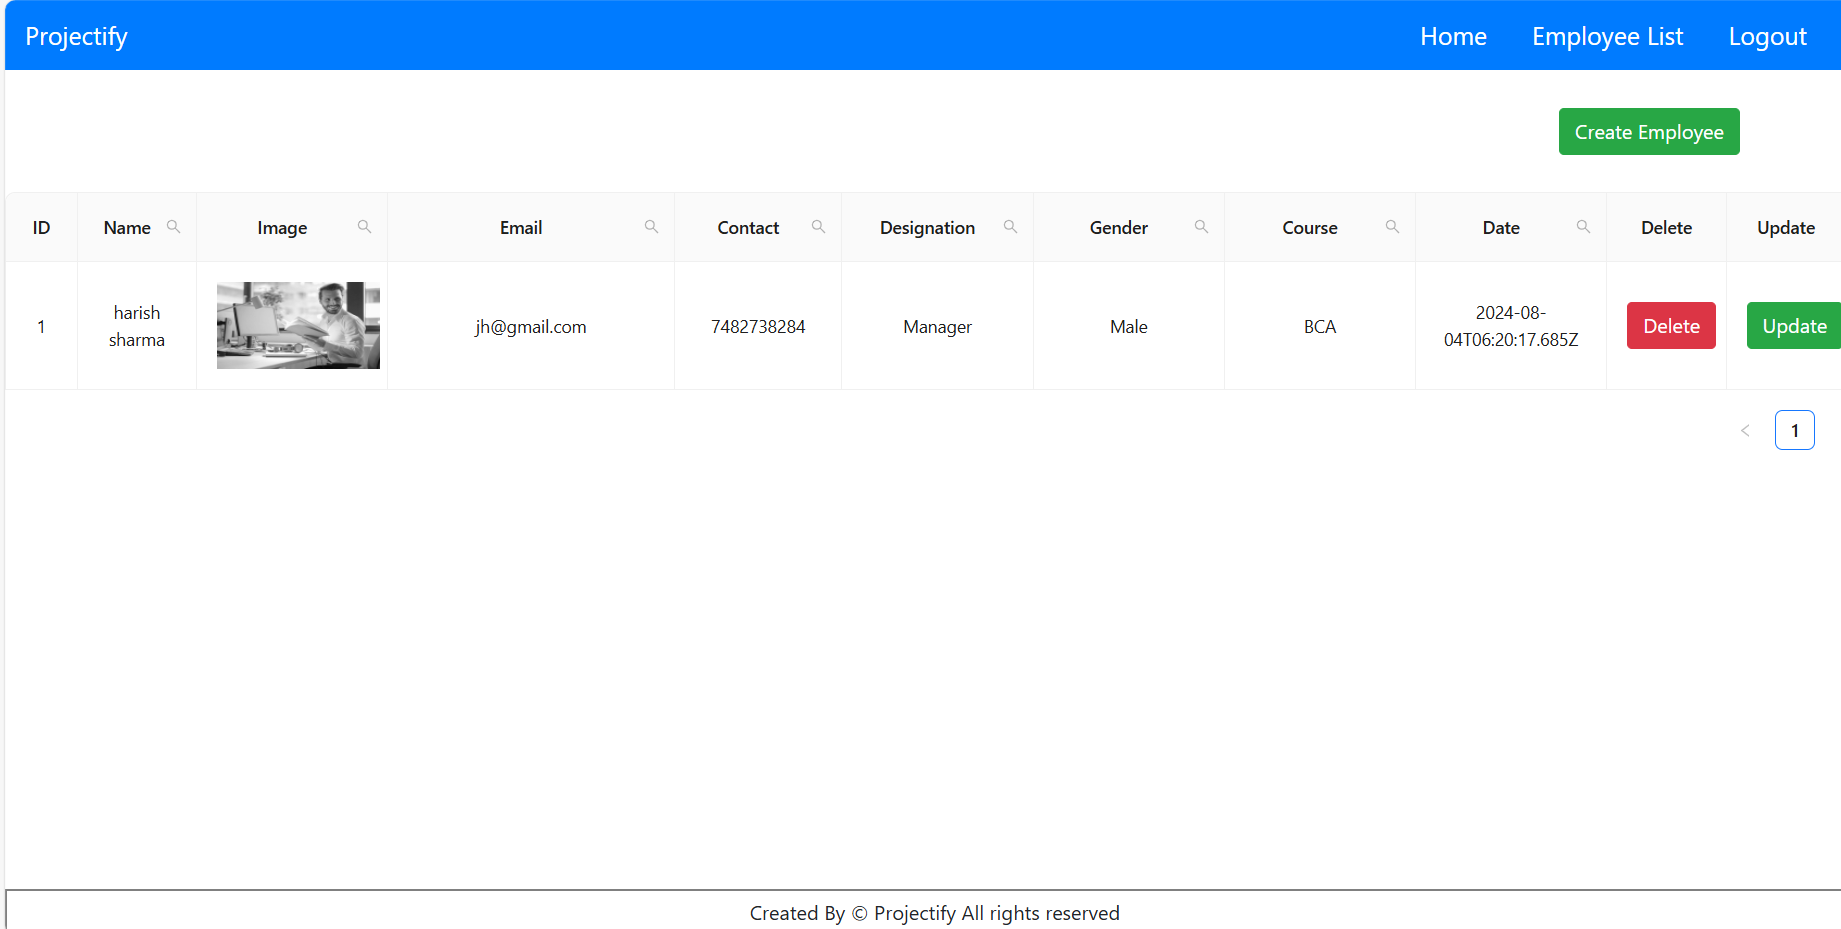 Projectify
Home Employee List Logout
Create Employee
ID Name Image Email Contact Designation Gender Course Date Delete Update
1 harish sharma jh@gmail.com 7482738284 Manager Male BCA 2024-08-04T06:20:17.685Z Delete Update
1
Created By © Projectify All rights reserved